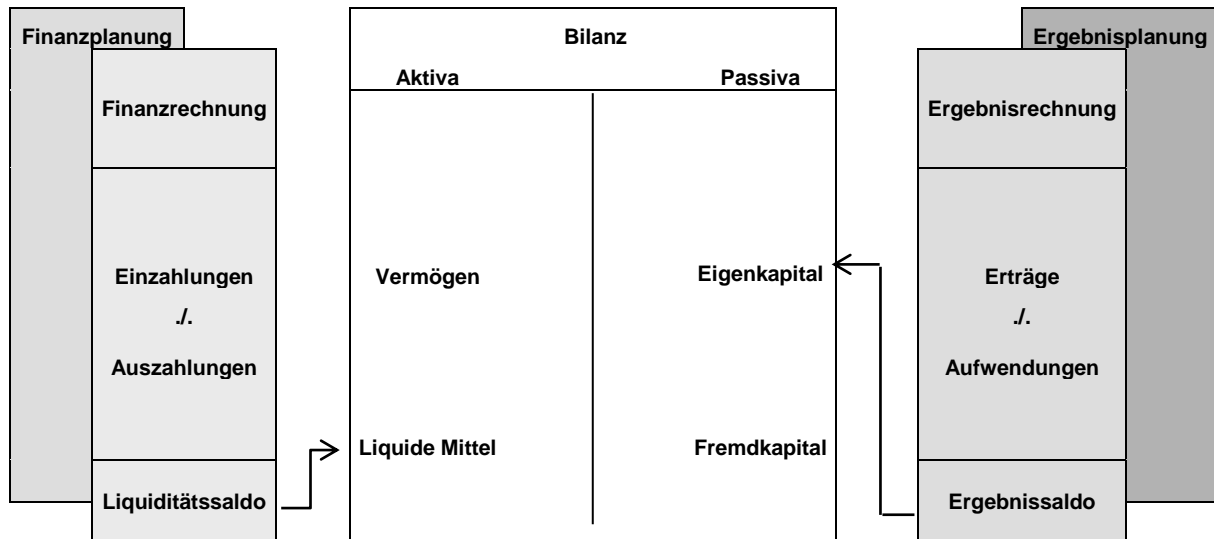 Finanzplanung
Finanzrechnung
Einzahlungen
./.
Auszahlungen
Liquiditätssaldo
Bilanz
Aktiva
Passiva
Vermögen
Eigenkapital
Liquide Mittel
Fremdkapital
Ergebnisplanung
Ergebnisrechnung
Erträge
./.
Aufwendungen
Ergebnissaldo